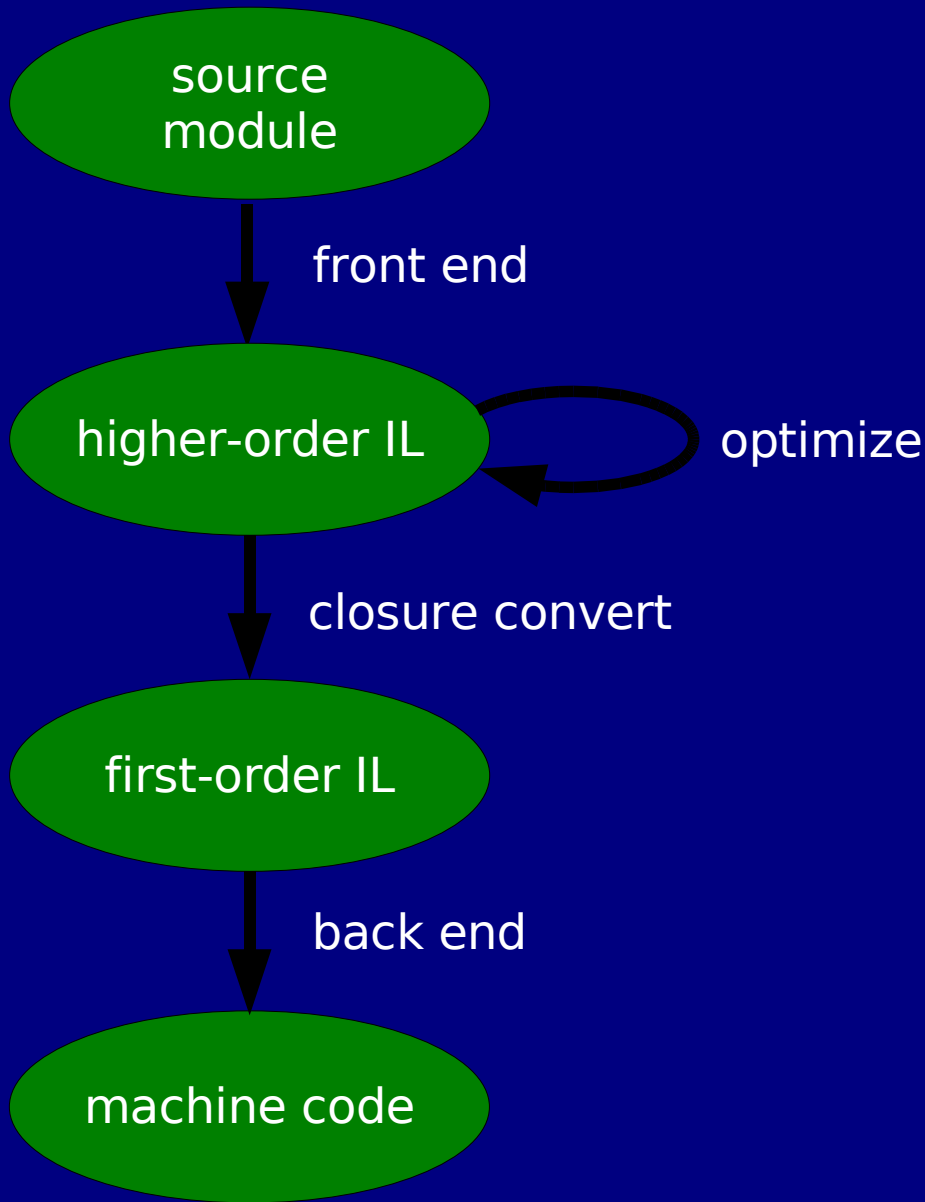 source
module
front end
higher-order IL
optimize
closure convert
first-order IL
back end
machine code